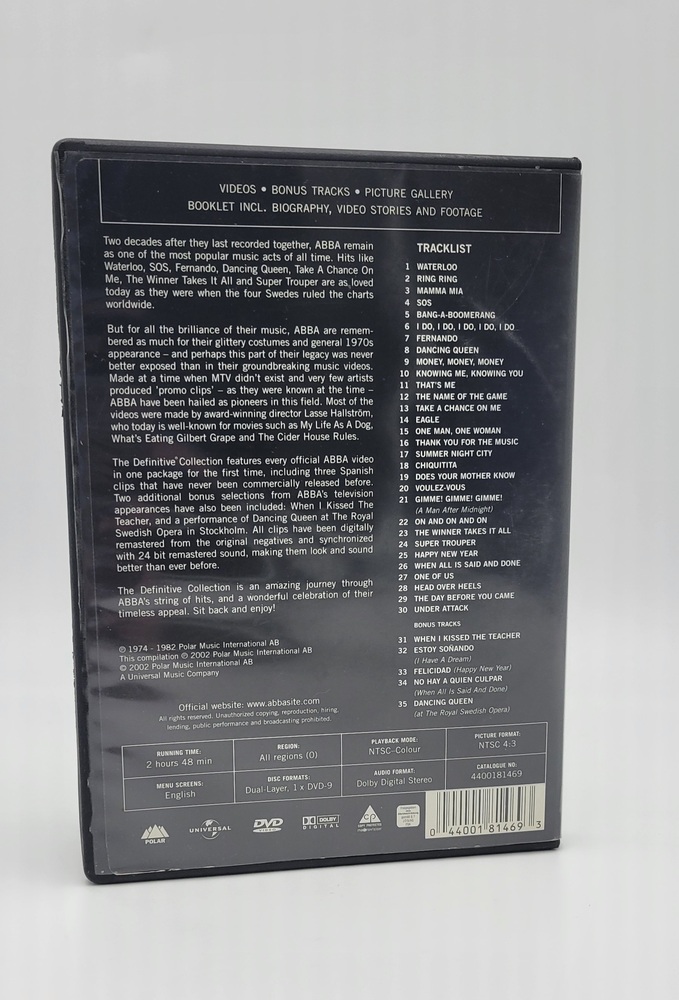 VIDEOS • BONUS TRACKS • PICTURE GALLERY
BOOKLET INCL. BIOGRAPHY, VIDEO STORIES AND FOOTAGE
Two decades after they last recorded together, ABBA remain
as one of the most popular music acts of all time. Hits like
Waterloo, SOS, Fernando, Dancing Queen, Take A Chance On
Me, The Winner Takes It All and Super Trouper are as loved
today as they were when the four Swedes ruled the charts
worldwide.
But for all the brilliance of their music, ABBA are remem-
bered as much for their glittery costumes and general 1970s
appearance – and perhaps this part of their legacy was never
better exposed than in their groundbreaking music videos.
Made at a time when MTV didn't exist and very few artists
produced 'promo clips' – as they were known at the time –
ABBA have been hailed as pioneers in this field. Most of the
videos were made by award-winning director Lasse Hallström,
who today is well-known for movies such as My Life As A Dog,
What's Eating Gilbert Grape and The Cider House Rules.
The Definitive Collection features every official ABBA video
in one package for the first time, including three Spanish
clips that have never been commercially released before.
Two additional bonus selections from ABBA's television
appearances have also been included: When I Kissed The
Teacher, and a performance of Dancing Queen at The Royal
Swedish Opera in Stockholm. All clips have been digitally
remastered from the original negatives and synchronized
with 24 bit remastered sound, making them look and sound
better than ever before.
The Definitive Collection is an amazing journey through
ABBA's string of hits, and a wonderful celebration of their
timeless appeal. Sit back and enjoy!
℗ 1974 - 1982 Polar Music International AB
This compilation ℗ 2002 Polar Music International AB
© 2002 Polar Music International AB
A Universal Music Company
Official website: www.abbasite.com
All rights reserved. Unauthorized copying, reproduction, hiring,
lending, public performance and broadcasting prohibited.
TRACKLIST
1 WATERLOO
2 RING RING
3 MAMMA MIA
4 SOS
5 BANG-A-BOOMERANG
6 I DO, I DO, I DO, I DO, I DO
7 FERNANDO
8 DANCING QUEEN
9 MONEY, MONEY, MONEY
10 KNOWING ME, KNOWING YOU
11 THAT'S ME
12 THE NAME OF THE GAME
13 TAKE A CHANCE ON ME
14 EAGLE
15 ONE MAN, ONE WOMAN
16 THANK YOU FOR THE MUSIC
17 SUMMER NIGHT CITY
18 CHIQUITITA
19 DOES YOUR MOTHER KNOW
20 VOULEZ-VOUS
21 GIMME! GIMME! GIMME!
(A Man After Midnight)
22 ON AND ON AND ON
23 THE WINNER TAKES IT ALL
24 SUPER TROUPER
25 HAPPY NEW YEAR
26 WHEN ALL IS SAID AND DONE
27 ONE OF US
28 HEAD OVER HEELS
29 THE DAY BEFORE YOU CAME
30 UNDER ATTACK
BONUS TRACKS
31 WHEN I KISSED THE TEACHER
32 ESTOY SOÑANDO
(I Have A Dream)
33 FELICIDAD (Happy New Year)
34 NO HAY A QUIEN CULPAR
(When All Is Said And Done)
35 DANCING QUEEN
(at The Royal Swedish Opera)
RUNNING TIME:
2 hours 48 min
REGION:
All regions (0)
PLAYBACK MODE:
NTSC–Colour
PICTURE FORMAT:
NTSC 4:3
MENU SCREENS:
English
DISC FORMATS:
Dual-Layer, 1 x DVD-9
AUDIO FORMAT:
Dolby Digital Stereo
CATALOGUE NO:
4400181469
POLAR
UNIVERSAL
DVD
VIDEO
DOLBY
DIGITAL
0 44001 81469 3